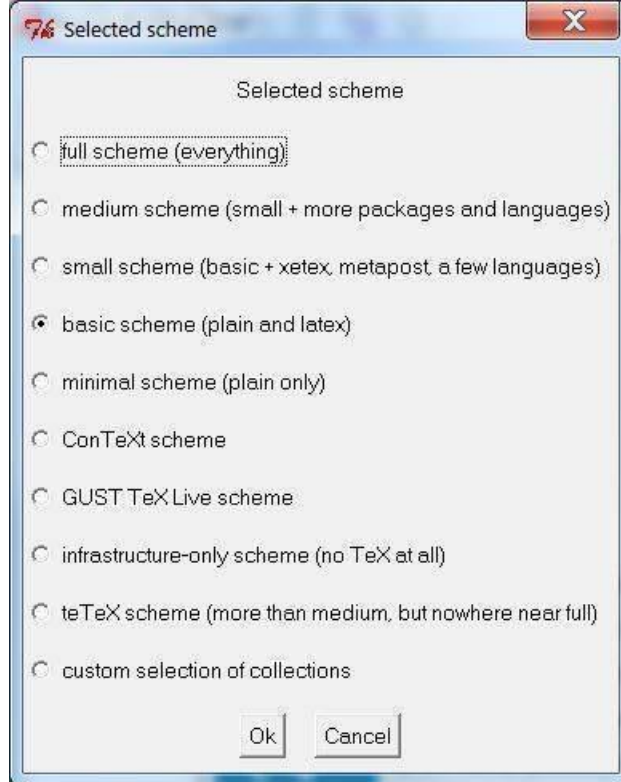 Selected scheme
Selected scheme
full scheme (everything)
medium scheme (small + more packages and languages)
small scheme (basic + xetex, metapost, a few languages)
basic scheme (plain and latex)
minimal scheme (plain only)
ConTeXt scheme
GUST TeX Live scheme
infrastructure-only scheme (no TeX at all)
teTeX scheme (more than medium, but nowhere near full)
custom selection of collections
Ok Cancel